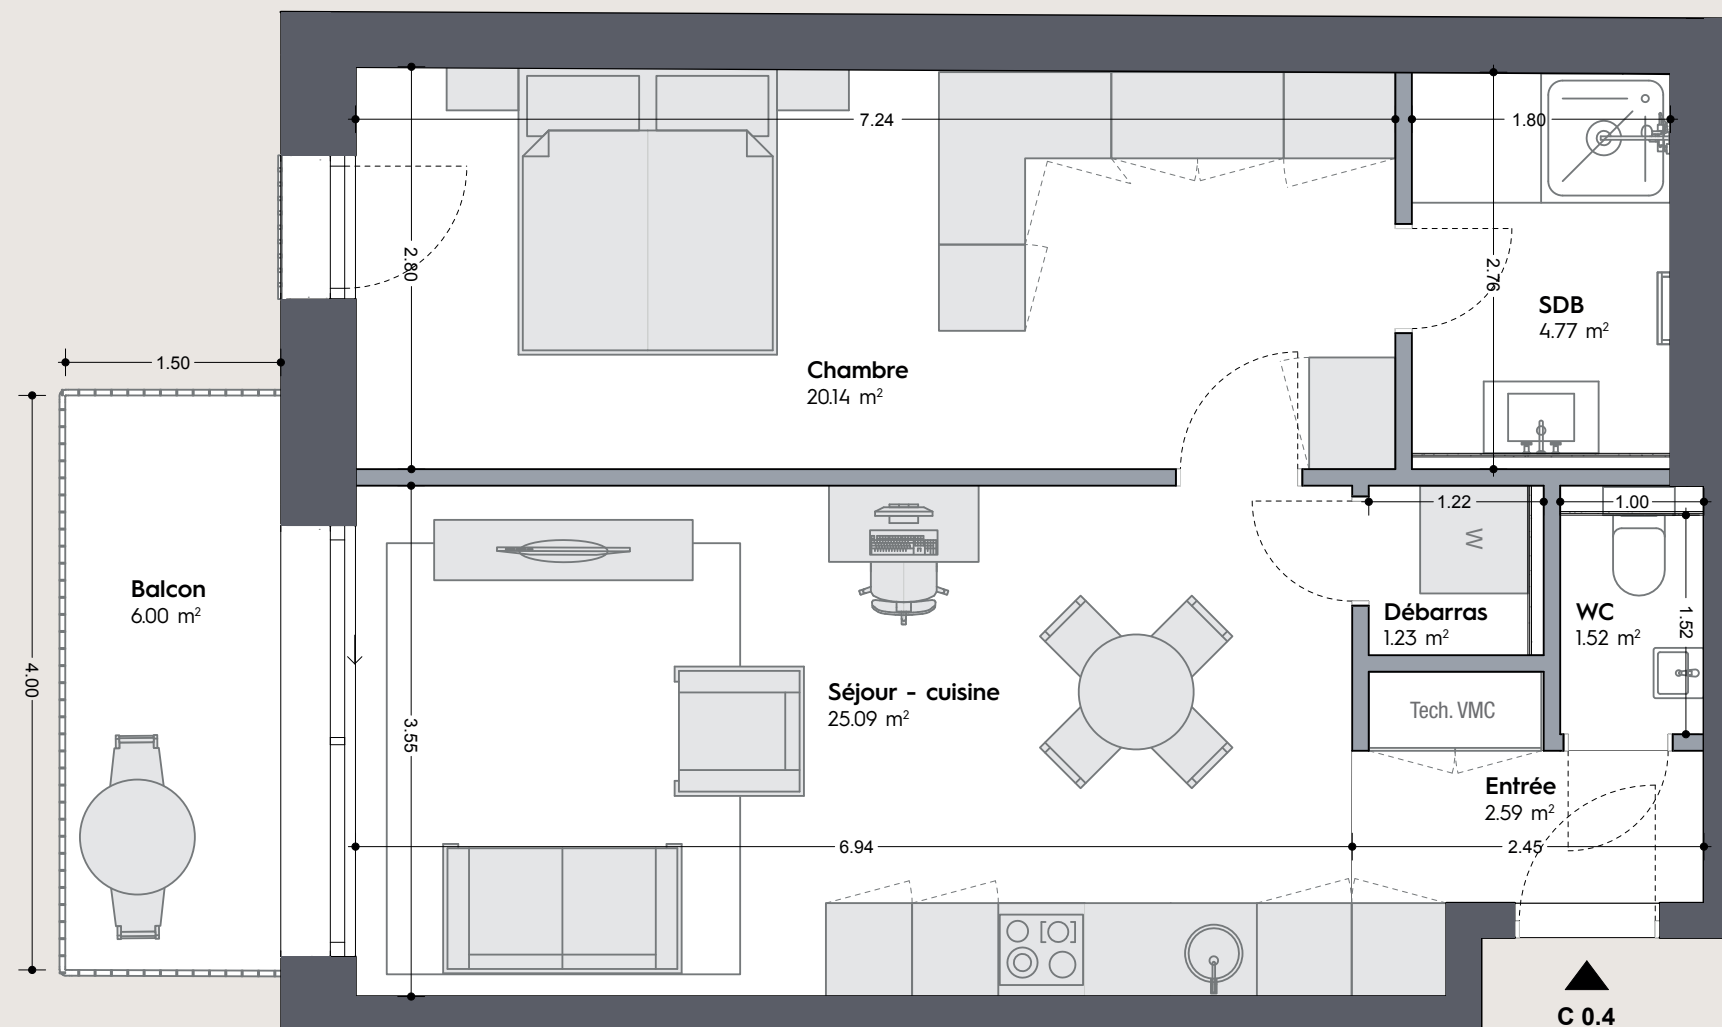 7.24
1.80
2.80
2.76
SDB
4.77 m²
1.50
Chambre
20.14 m²
1.22
1.00
W
Balcon
6.00 m²
Débarras
1.23 m²
WC
1.52 m²
1.52
4.00
3.55
Séjour - cuisine
25.09 m²
Tech. VMC
Entrée
2.59 m²
6.94
2.45
C 0.4